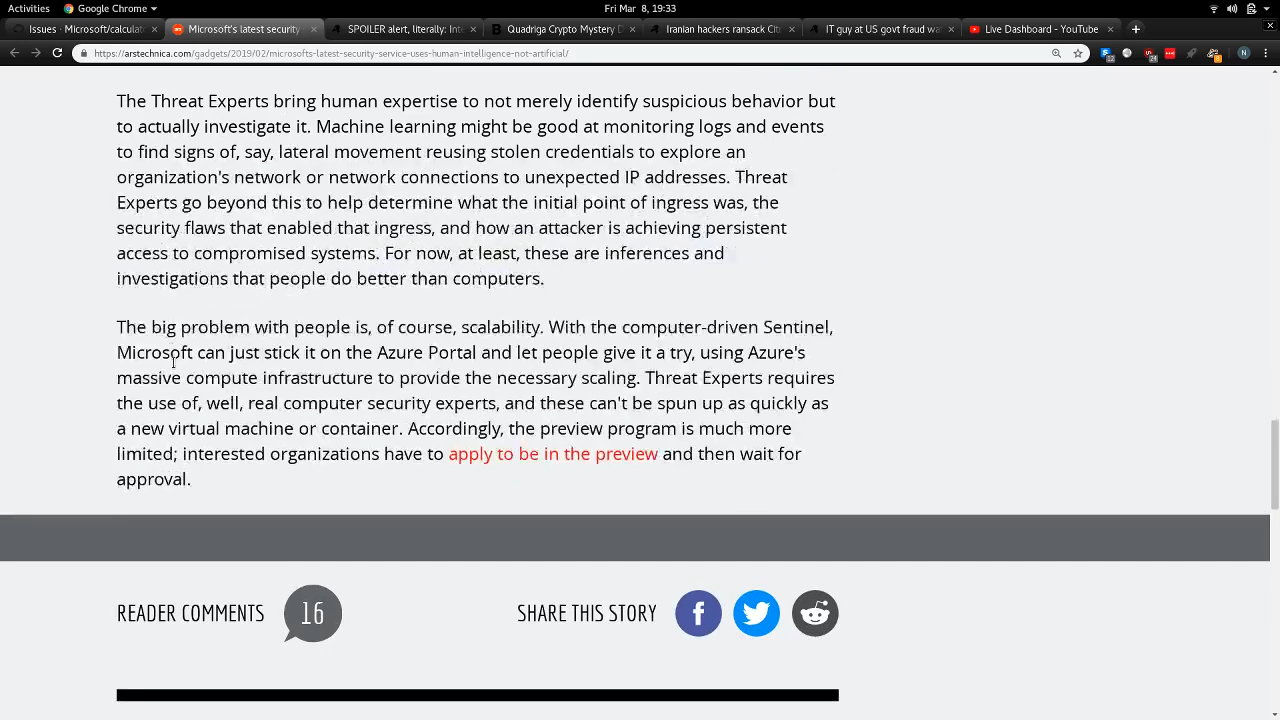 Activities
Google Chrome
Fri Mar 8, 19:33
Issues · Microsoft/calculat
Microsoft's latest security
SPOILER alert, literally: Int
Quadriga Crypto Mystery D
Iranian hackers ransack Cit
IT guy at US govt fraud wa
Live Dashboard - YouTube
https://arstechnica.com/gadgets/2019/02/microsofts-latest-security-service-uses-human-intelligence-not-artificial/
The Threat Experts bring human expertise to not merely identify suspicious behavior but
to actually investigate it. Machine learning might be good at monitoring logs and events
to find signs of, say, lateral movement reusing stolen credentials to explore an
organization's network or network connections to unexpected IP addresses. Threat
Experts go beyond this to help determine what the initial point of ingress was, the
security flaws that enabled that ingress, and how an attacker is achieving persistent
access to compromised systems. For now, at least, these are inferences and
investigations that people do better than computers.
The big problem with people is, of course, scalability. With the computer-driven Sentinel,
Microsoft can just stick it on the Azure Portal and let people give it a try, using Azure's
massive compute infrastructure to provide the necessary scaling. Threat Experts requires
the use of, well, real computer security experts, and these can't be spun up as quickly as
a new virtual machine or container. Accordingly, the preview program is much more
limited; interested organizations have to apply to be in the preview and then wait for
approval.
READER COMMENTS 16
SHARE THIS STORY